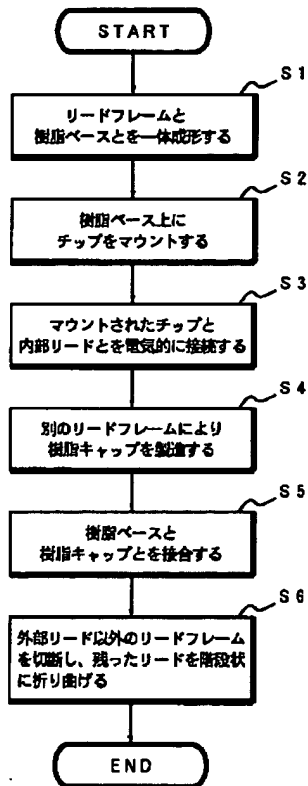 START
S1
リードフレームと
樹脂ベースとを一体成形する
S2
樹脂ベース上に
チップをマウントする
S3
マウントされたチップと
内部リードとを電気的に接続する
S4
別のリードフレームにより
樹脂キャップを製造する
S5
樹脂ベースと
樹脂キャップとを接合する
S6
外部リード以外のリードフレーム
を切断し、残ったリードを階段状
に折り曲げる
END